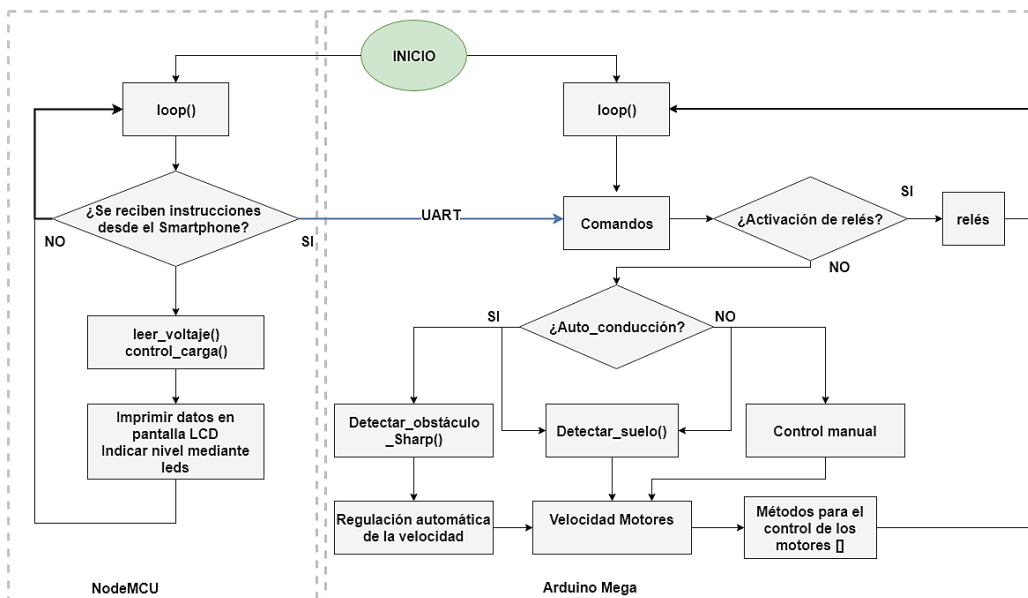 INICIO
loop()
¿Se reciben instrucciones
desde el Smartphone?
NO
SI
UART
leer_voltaje()
control_carga()
Imprimir datos en
pantalla LCD
Indicar nivel mediante
leds
NodeMCU
loop()
Comandos
¿Activación de relés?
SI
relés
NO
¿Auto_conducción?
SI
NO
Detectar_obstáculo
_Sharp()
Detectar_suelo()
Control manual
Regulación automática
de la velocidad
Velocidad Motores
Métodos para el
control de los
motores []
Arduino Mega